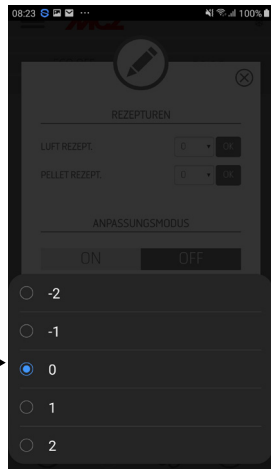 08:23 100%
REZEPTUREN
LUFT REZEPT. 0 OK
PELLET REZEPT. 0 OK
ANPASSUNGSMODUS
ON OFF
-2
-1
0
1
2